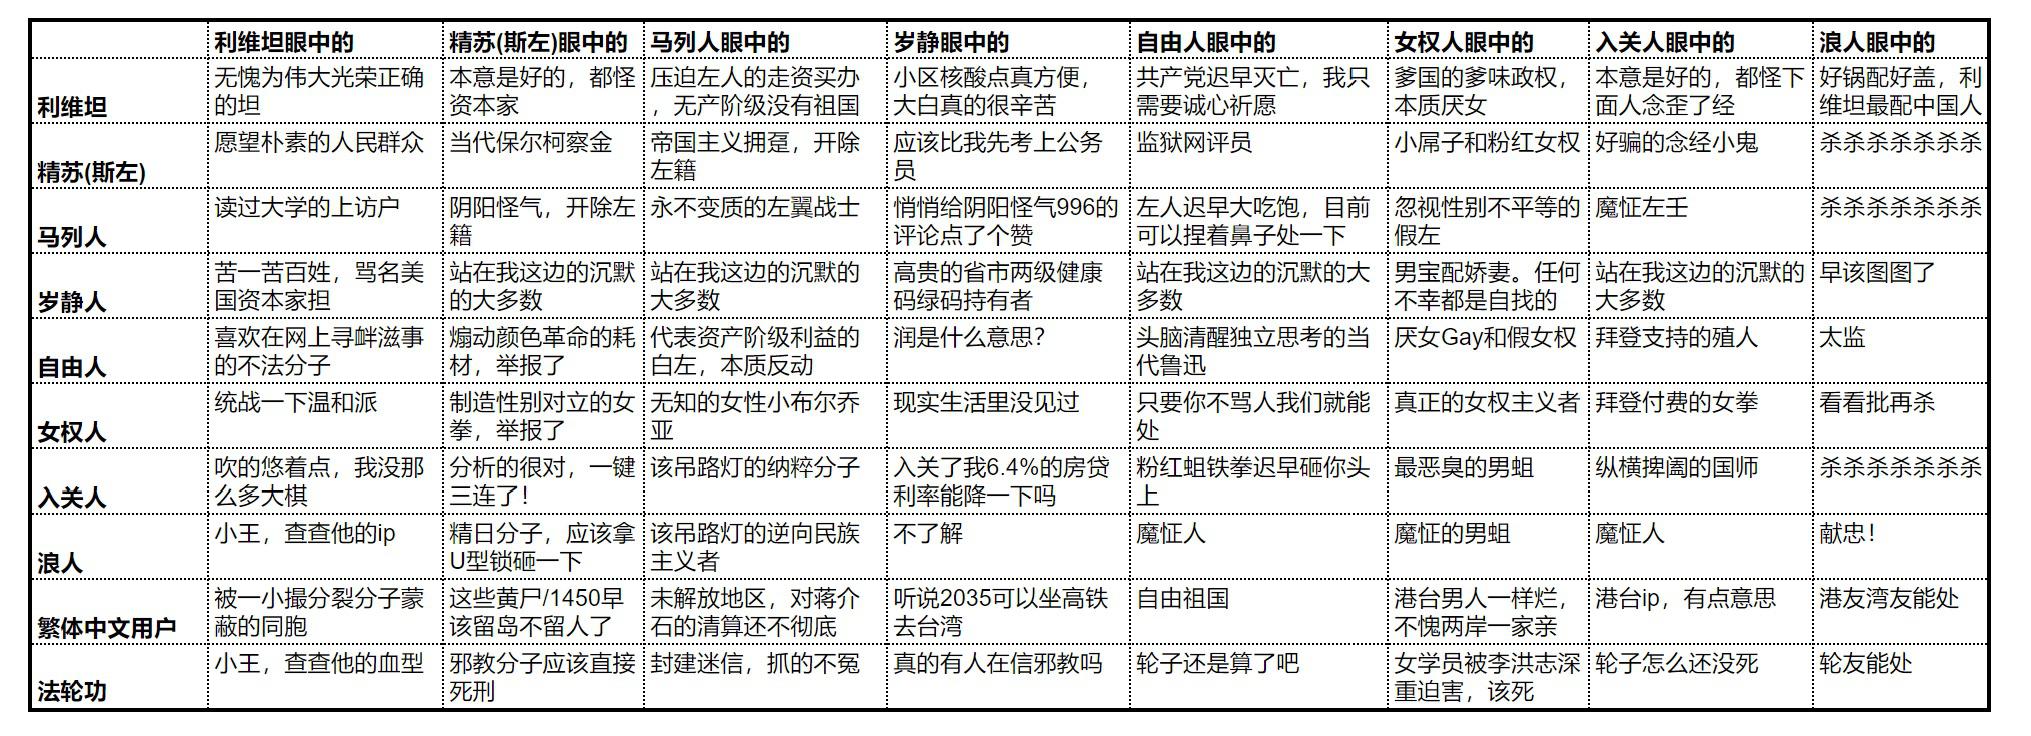 利维坦眼中的 精苏(斯左)眼中的 马列人眼中的 岁静眼中的 自由人眼中的 女权人眼中的 入关人眼中的 浪人眼中的
利维坦
无愧为伟大光荣正确
的坦
本意是好的，都怪
资本家
压迫左人的走资买办
，无产阶级没有祖国
小区核酸点真方便，
大白真的很辛苦
共产党迟早灭亡，我只
需要诚心祈愿
爹国的爹味政权，
本质厌女
本意是好的，都怪下
面人念歪了经
好锅配好盖，利
维坦最配中国人
精苏(斯左)
愿望朴素的人民群众
当代保尔柯察金
帝国主义拥趸，开除
左籍
应该比我先考上公务
员
监狱网评员
小屌子和粉红女权
好骗的念经小鬼
杀杀杀杀杀杀杀
马列人
读过大学的上访户
阴阳怪气，开除左
籍
永不变质的左翼战士
悄悄给阴阳怪气996的
评论点了个赞
左人迟早大吃饱，目前
可以捏着鼻子处一下
忽视性别不平等的
假左
魔怔左壬
杀杀杀杀杀杀杀
岁静人
苦一苦百姓，骂名美
国资本家担
站在我这边的沉默
的大多数
站在我这边的沉默的
大多数
高贵的省市两级健康
码绿码持有者
站在我这边的沉默的大
多数
男宝配娇妻。任何
不幸都是自找的
站在我这边的沉默的
大多数
早该图图了
自由人
喜欢在网上寻衅滋事
的不法分子
煽动颜色革命的耗
材，举报了
代表资产阶级利益的
白左，本质反动
润是什么意思？
头脑清醒独立思考的当
代鲁迅
厌女Gay和假女权
拜登支持的殖人
太监
女权人
统战一下温和派
制造性别对立的女
拳，举报了
无知的女性小布尔乔
亚
现实生活里没见过
只要你不骂人我们就能
处
真正的女权主义者
拜登付费的女拳
看看批再杀
入关人
吹的悠着点，我没那
么多大棋
分析的很对，一键
三连了！
该吊路灯的纳粹分子
入关了我6.4%的房贷
利率能降一下吗
粉红蛆铁拳迟早砸你头
上
最恶臭的男蛆
纵横捭阖的国师
杀杀杀杀杀杀杀
浪人
小王，查查他的ip
精日分子，应该拿
U型锁砸一下
该吊路灯的逆向民族
主义者
不了解
魔怔人
魔怔的男蛆
魔怔人
献忠！
繁体中文用户
被一小撮分裂分子蒙
蔽的同胞
这些黄尸/1450早
该留岛不留人了
未解放地区，对蒋介
石的清算还不彻底
听说2035可以坐高铁
去台湾
自由祖国
港台男人一样烂，
不愧两岸一家亲
港台ip，有点意思
港友湾友能处
法轮功
小王，查查他的血型
邪教分子应该直接
死刑
封建迷信，抓的不冤
真的有人在信邪教吗
轮子还是算了吧
女学员被李洪志深
重迫害，该死
轮子怎么还没死
轮友能处